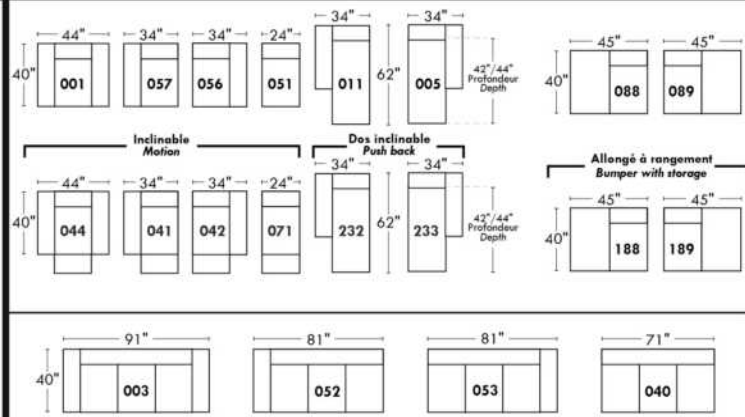 44" 34" 34" 24" 34" 34" 45" 45"
40" 001 057 056 051 011 62" 005 42"/44" Profondeur Depth 40" 088 089
Inclinable
Motion
Dos inclinable
Push back
Allongé à rangement
Bumper with storage
44" 34" 34" 24" 34" 34" 45" 45"
40" 044 041 042 071 232 62" 233 42"/44" Profondeur Depth 40" 188 189
91" 81" 81" 71"
40" 003 052 053 040